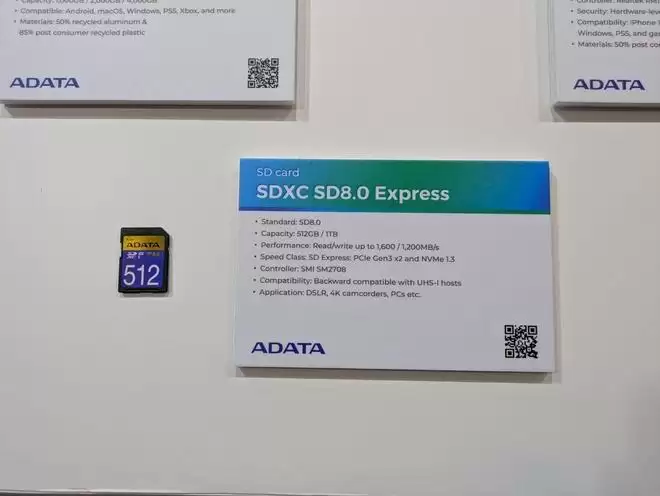 • Compatible: Android, macOS, Windows, PS5, Xbox, and more
• Materials: 50% recycled aluminum &
85% post consumer recycled plastic
ADATA
Security: Hardware-
Compatibility: iPhone
Windows, PS5, and
• Materials: 50% post
ADATA
SD card
SDXC SD8.0 Express
• Standard: SD8.0
• Capacity: 512GB / 1TB
• Performance: Read/write up to 1,600 / 1,200MB/s
• Speed Class: SD Express: PCIe Gen3 x2 and NVMe 1.3
• Controller: SMI SM2708
• Compatibility: Backward compatible with UHS-I hosts
• Application: DSLR, 4K camcorders, PCs etc.
ADATA
ADATA
512